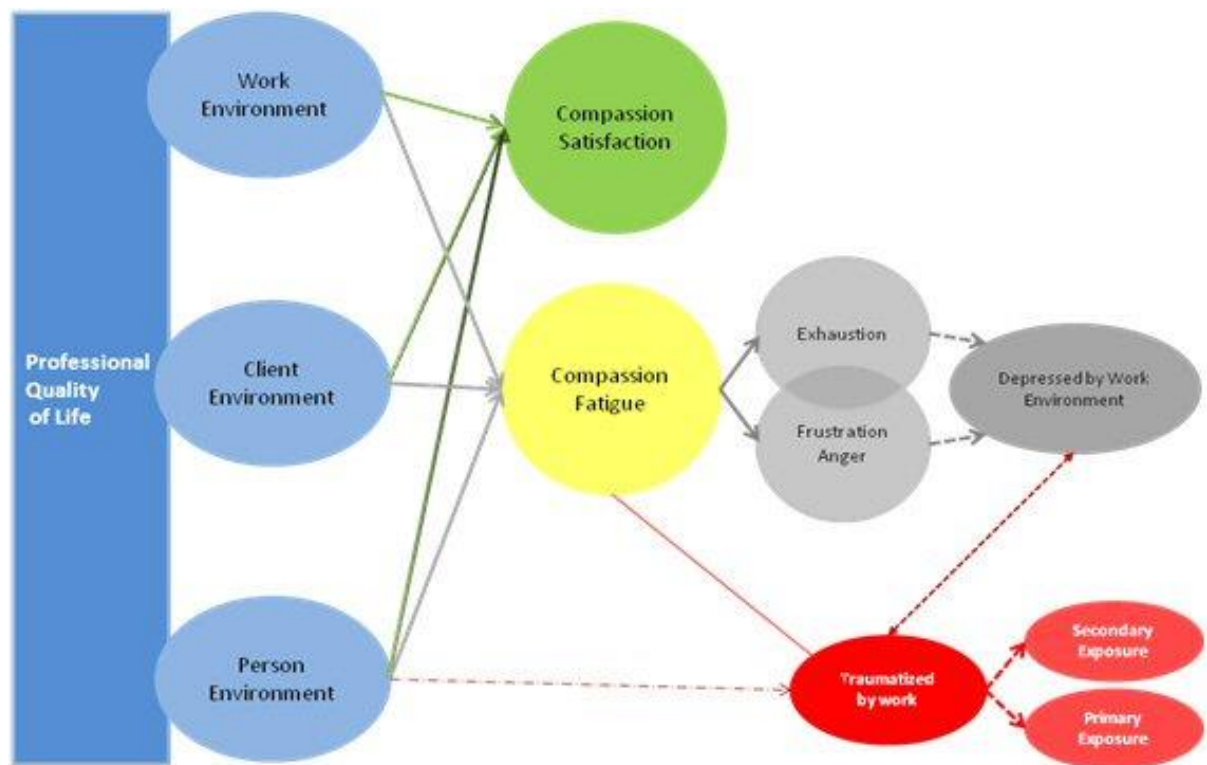 Professional
Quality
of Life
Work
Environment
Client
Environment
Person
Environment
Compassion
Satisfaction
Compassion
Fatigue
Exhaustion
Frustration
Anger
Depressed by Work
Environment
Traumatized
by work
Secondary
Exposure
Primary
Exposure